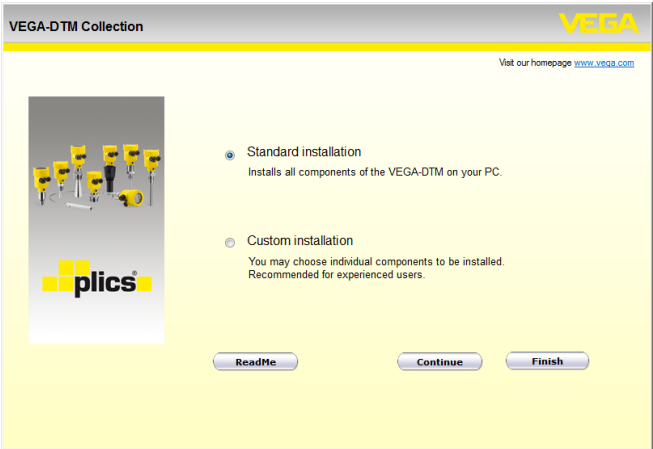 VEGA-DTM Collection
VEGA
Visit our homepage www.vega.com
Standard installation
Installs all components of the VEGA-DTM on your PC.
Custom installation
You may choose individual components to be installed.
Recommended for experienced users.
plics
ReadMe
Continue
Finish